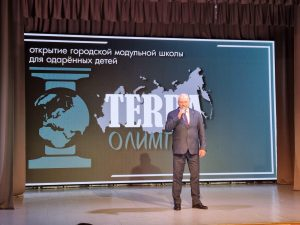 открытие городской модульной школы
для одарённых детей
TERRA
ОЛИМП